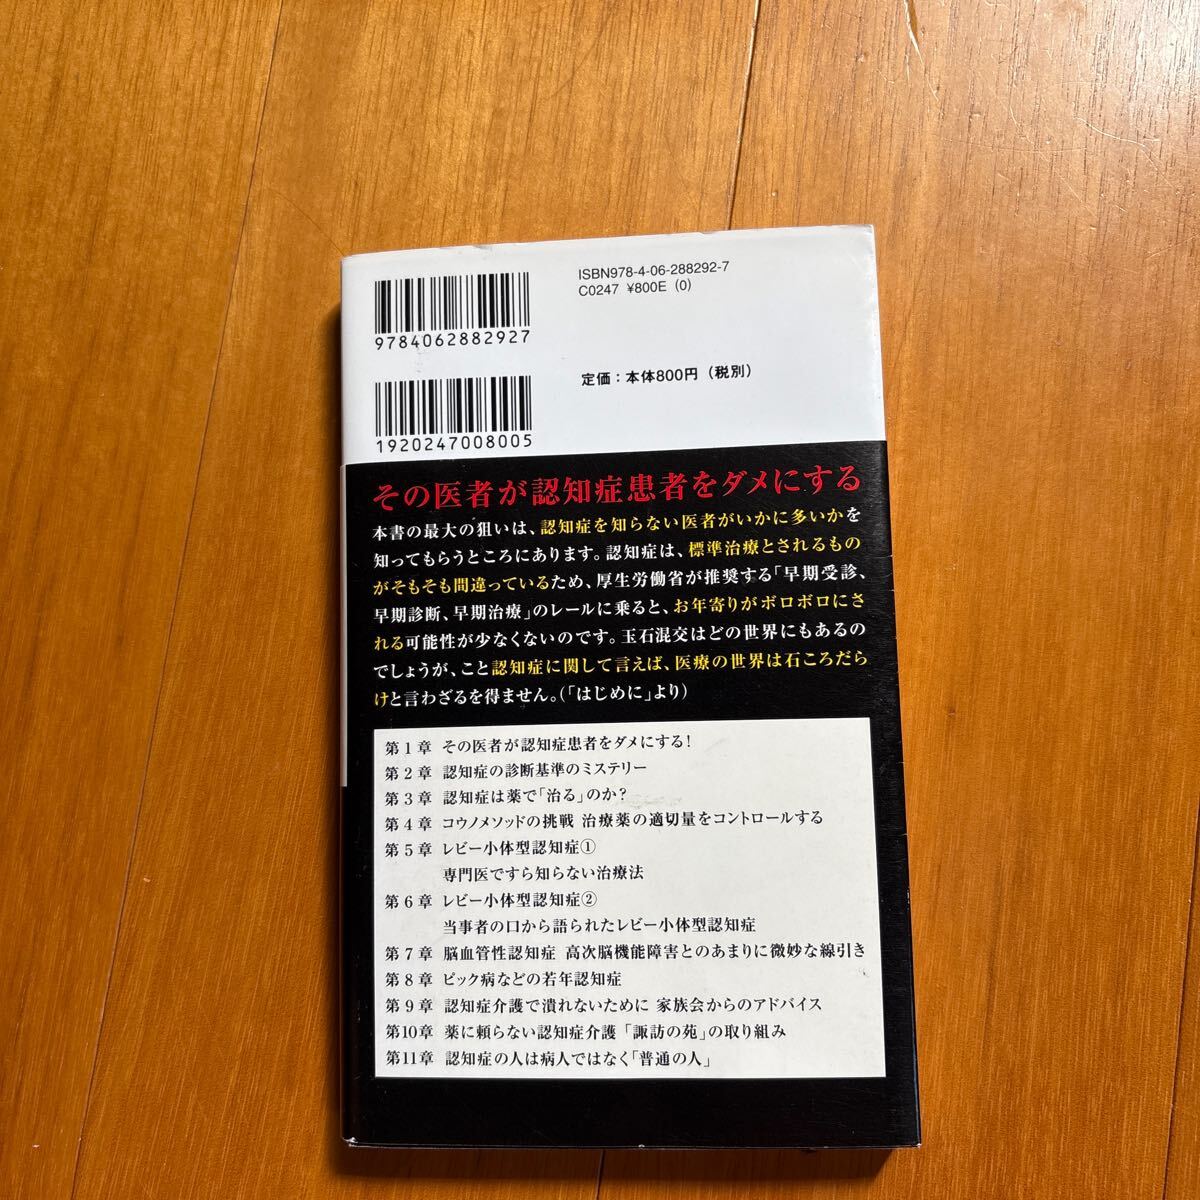 ISBN978-4-06-288292-7
C0247 ¥800E (0)
9784062882927
定価：本体800円（税別）
1920247008005
その医者が認知症患者をダメにする
本書の最大の狙いは、認知症を知らない医者がいかに多いかを
知ってもらうところにあります。認知症は、標準治療とされるもの
がそもそも間違っているため、厚生労働省が推奨する「早期受診、
早期診断、早期治療」のレールに乗ると、お年寄りがボロボロにさ
れる可能性が少なくないのです。玉石混交はどの世界にもあるの
でしょうが、こと認知症に関して言えば、医療の世界は石ころだら
けと言わざるを得ません。（「はじめに」より）
第1章 その医者が認知症患者をダメにする！
第2章 認知症の診断基準のミステリー
第3章 認知症は薬で「治る」のか？
第4章 コウノメソッドの挑戦 治療薬の適切量をコントロールする
第5章 レビー小体型認知症①
専門医ですら知らない治療法
第6章 レビー小体型認知症②
当事者の口から語られたレビー小体型認知症
第7章 脳血管性認知症 高次脳機能障害とのあまりに微妙な線引き
第8章 ピック病などの若年認知症
第9章 認知症介護で潰れないために 家族会からのアドバイス
第10章 薬に頼らない認知症介護「諏訪の苑」の取り組み
第11章 認知症の人は病人ではなく「普通の人」